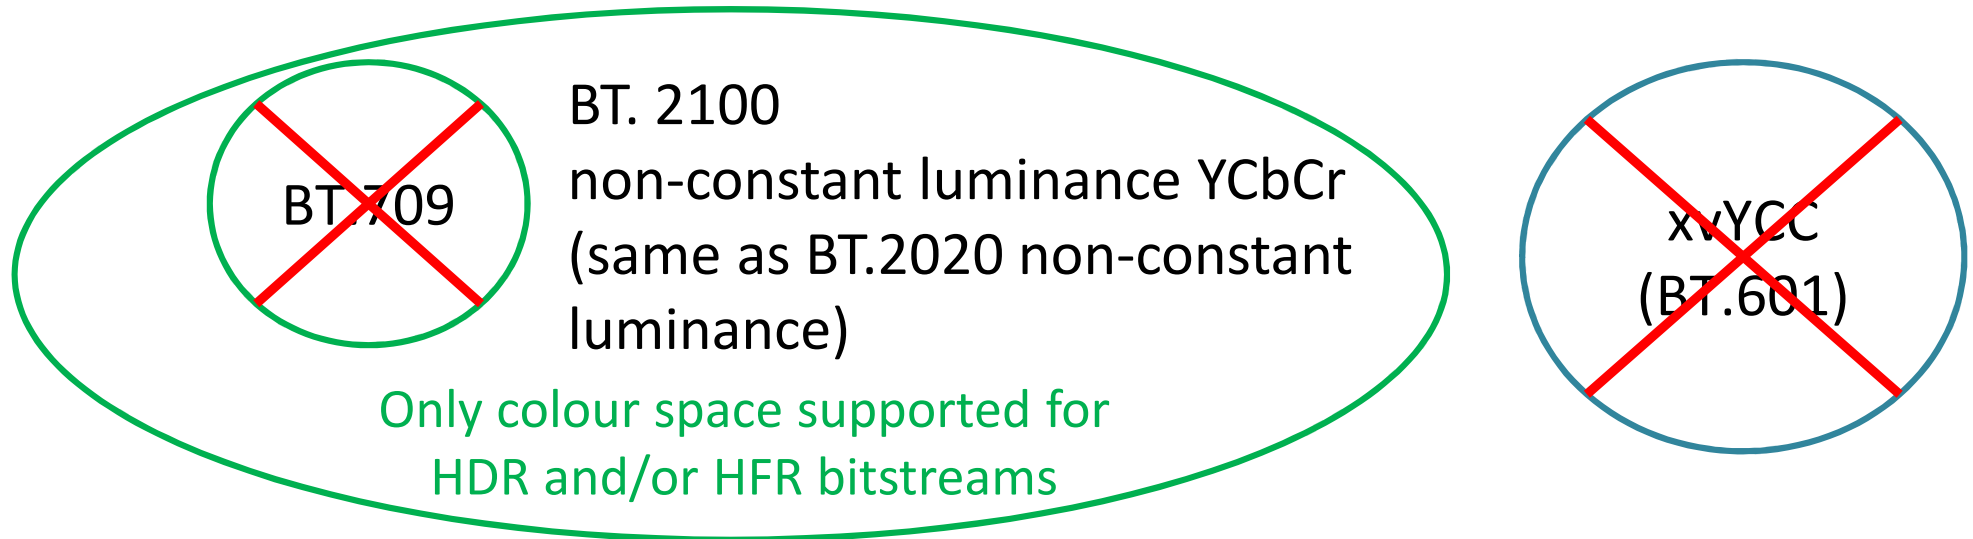 BT.709
BT. 2100
non-constant luminance YCbCr
(same as BT.2020 non-constant
luminance)
Only colour space supported for
HDR and/or HFR bitstreams
xvYCC
(BT.601)